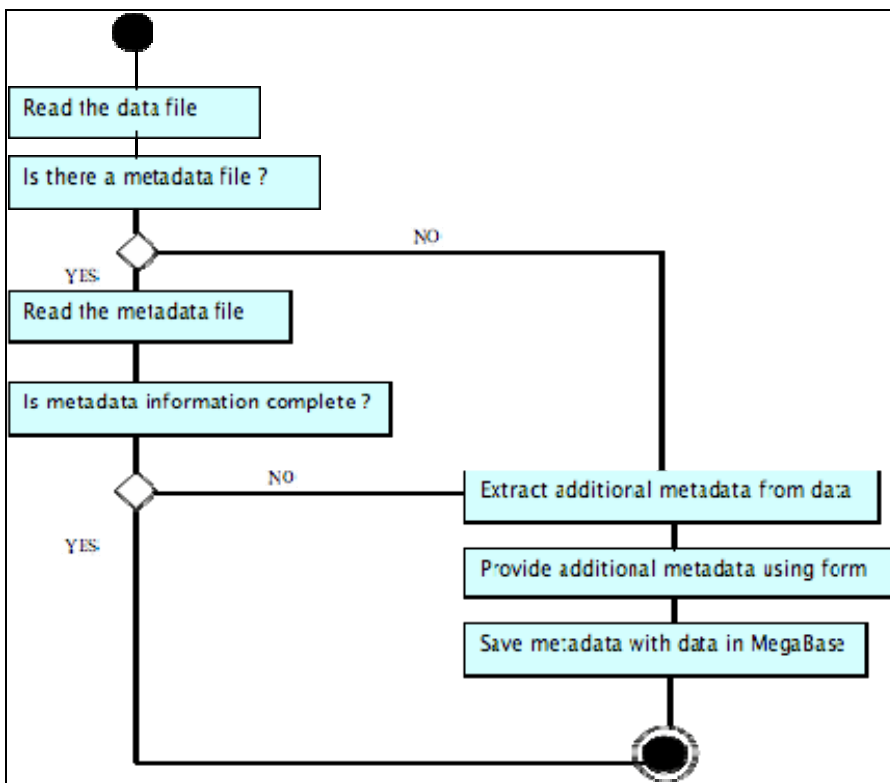 Read the data file
Is there a metadata file ?
NO
YES
Read the metadata file
Is metadata information complete ?
NO
Extract additional metadata from data
YES
Provide additional metadata using form
Save metadata with data in MegaBase